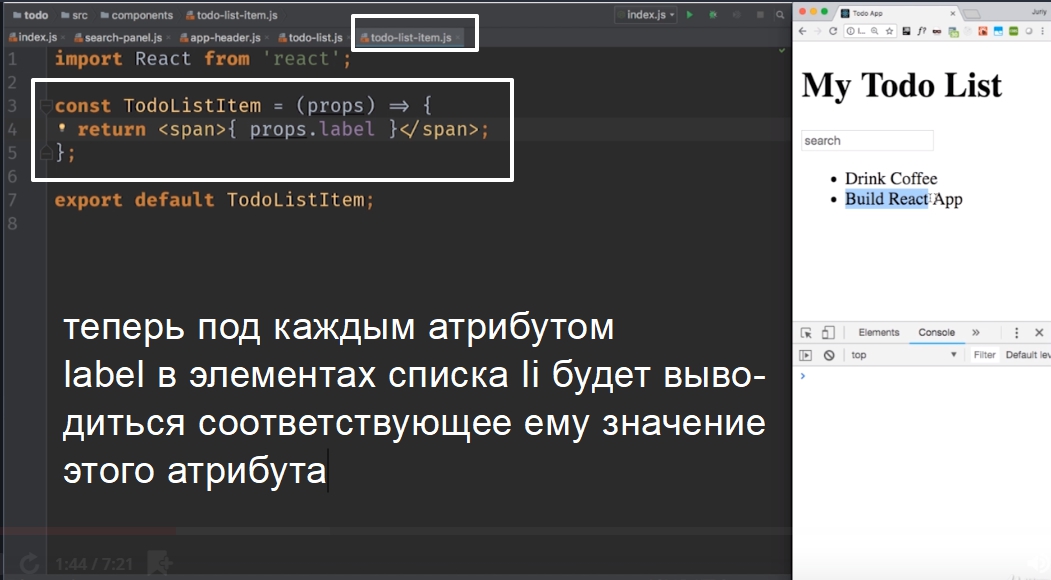 todo src components todo-list-item.js
index.js
index.js search-panel.js app-header.js todo-list.js todo-list-item.js
1 import React from 'react';
2
3 const TodoListItem = (props) => {
4 return <span>{ props.label }</span>;
5 };
6
7 export default TodoListItem;
8
теперь под каждым атрибутом
label в элементах списка li будет выво-
диться соответствующее ему значение
этого атрибута
1:44 / 7:21
Todo App
Juriy
My Todo List
search
Drink Coffee
Build React App
Elements Console »
top Filter Default lev